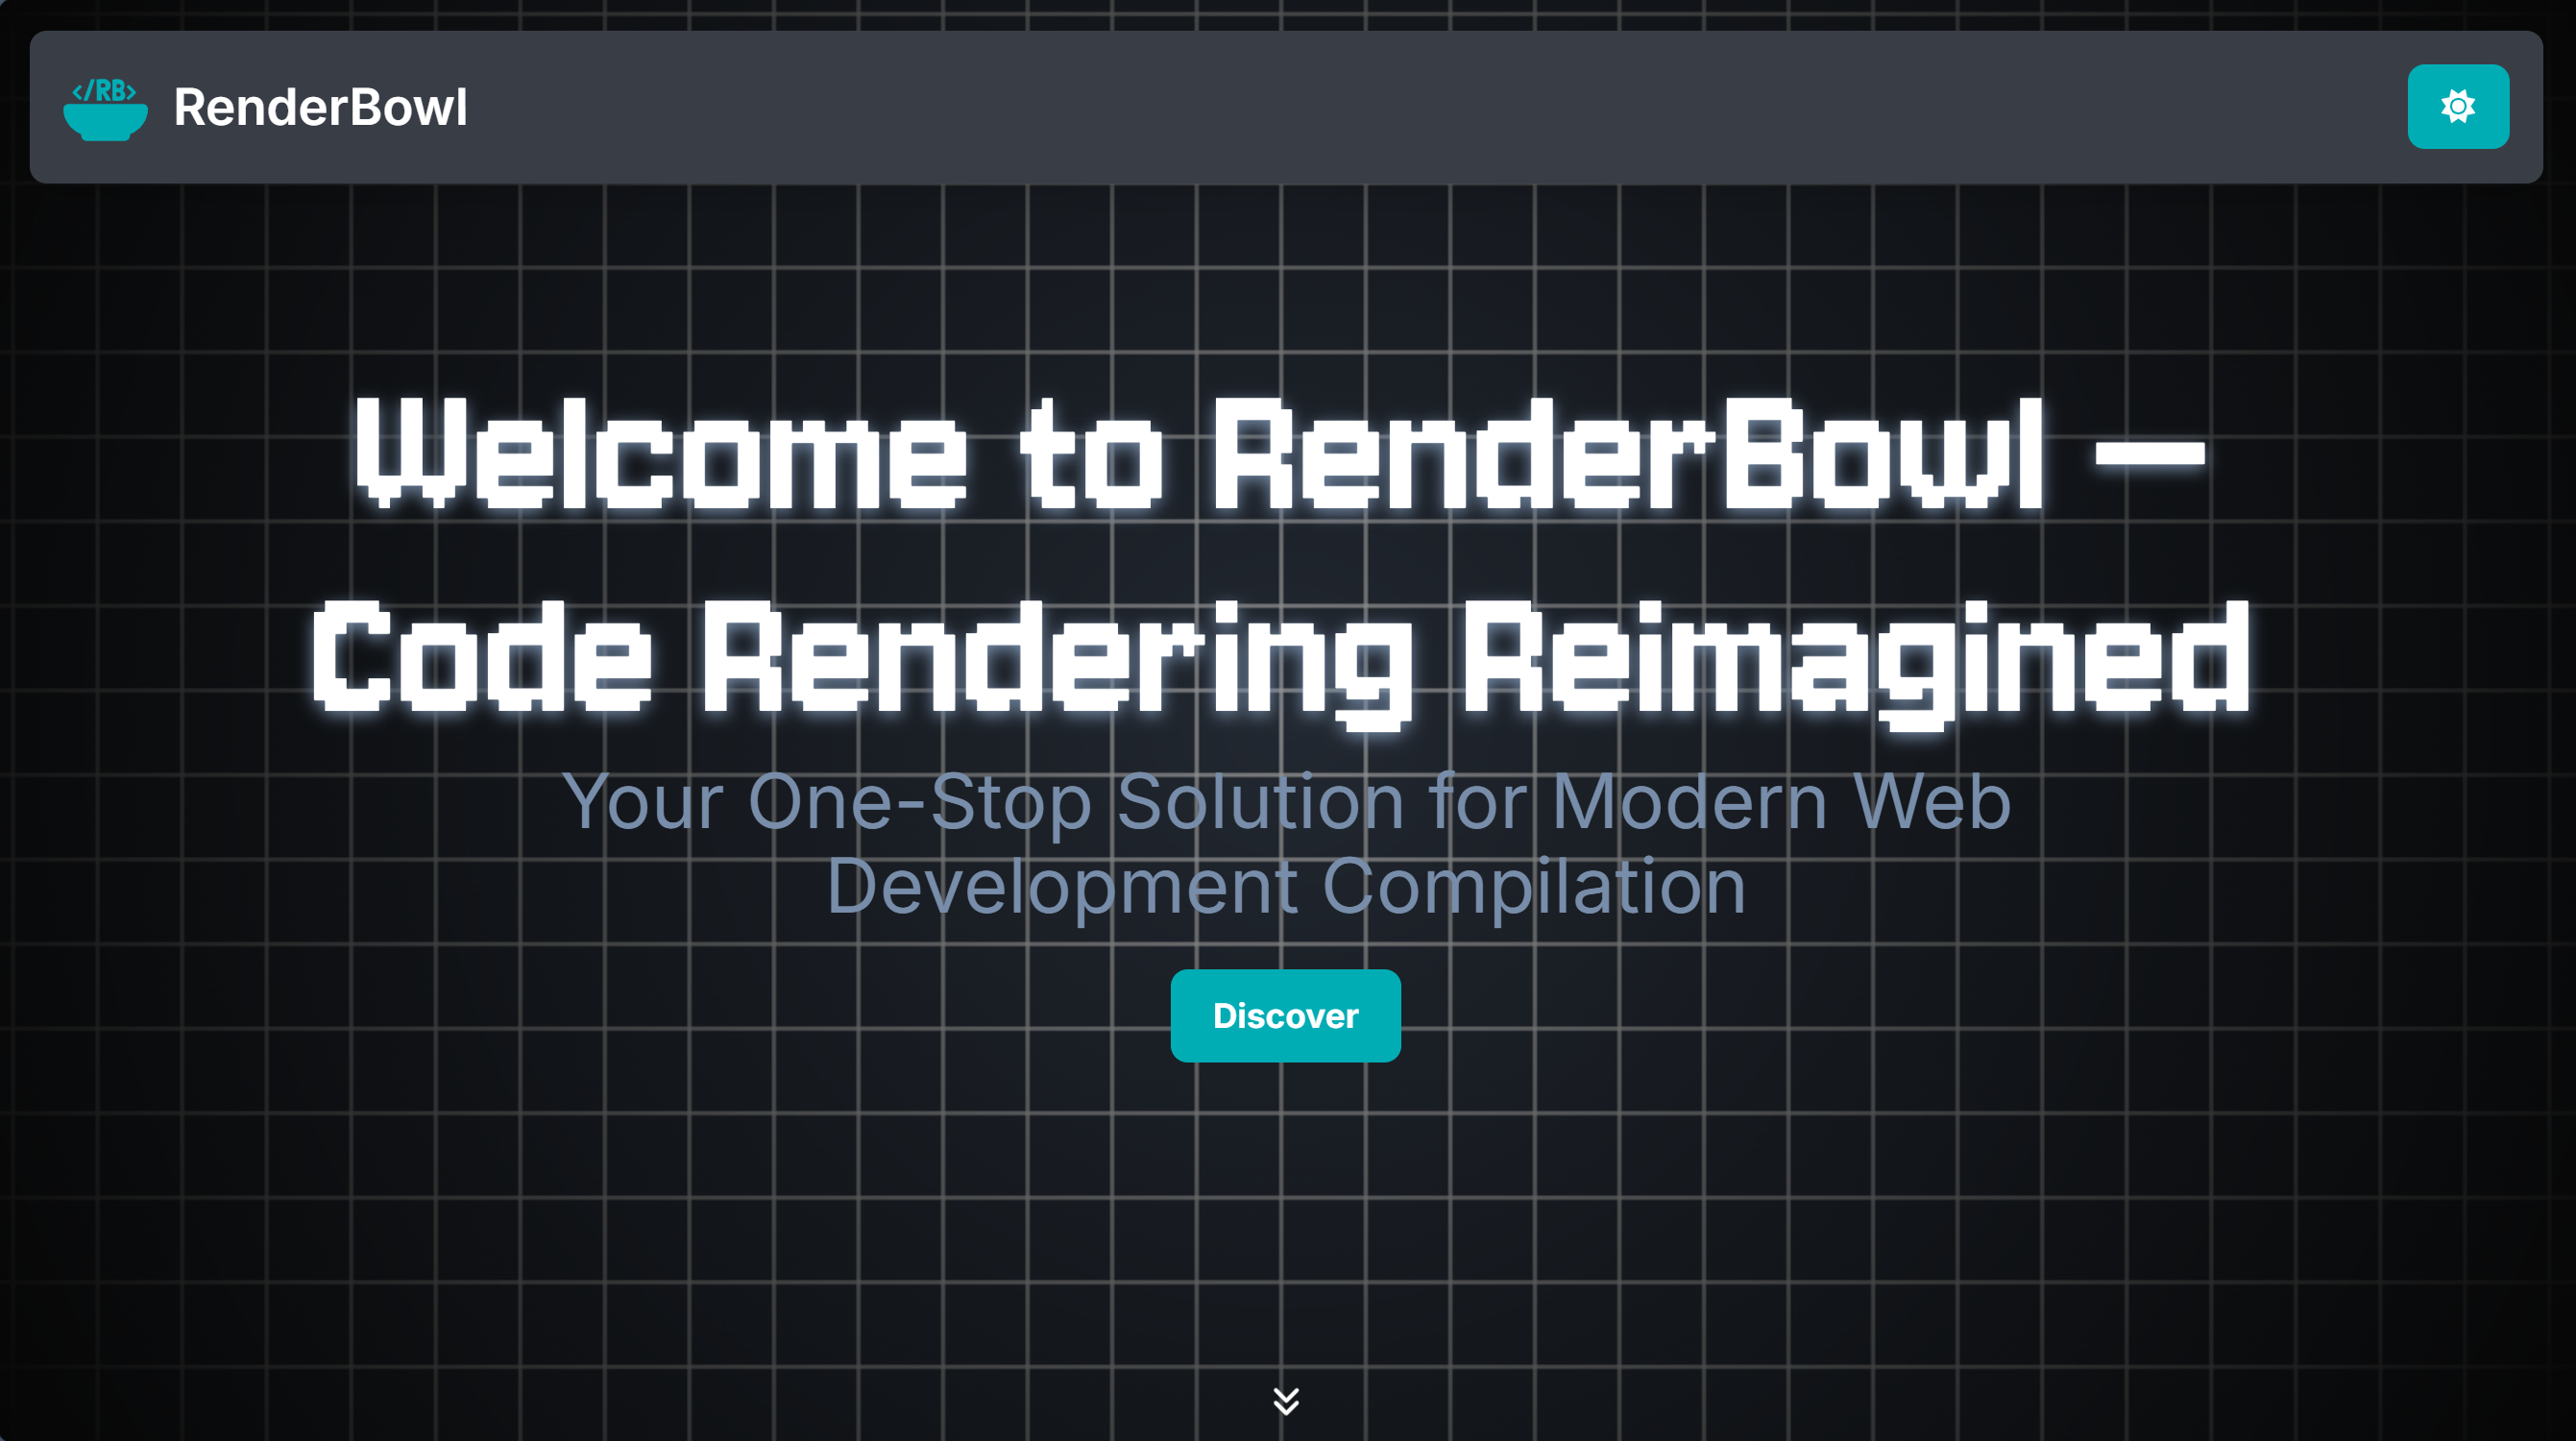 </RB>
RenderBowl
Welcome to RenderBowl —
Code Rendering Reimagined
Your One-Stop Solution for Modern Web
Development Compilation
Discover